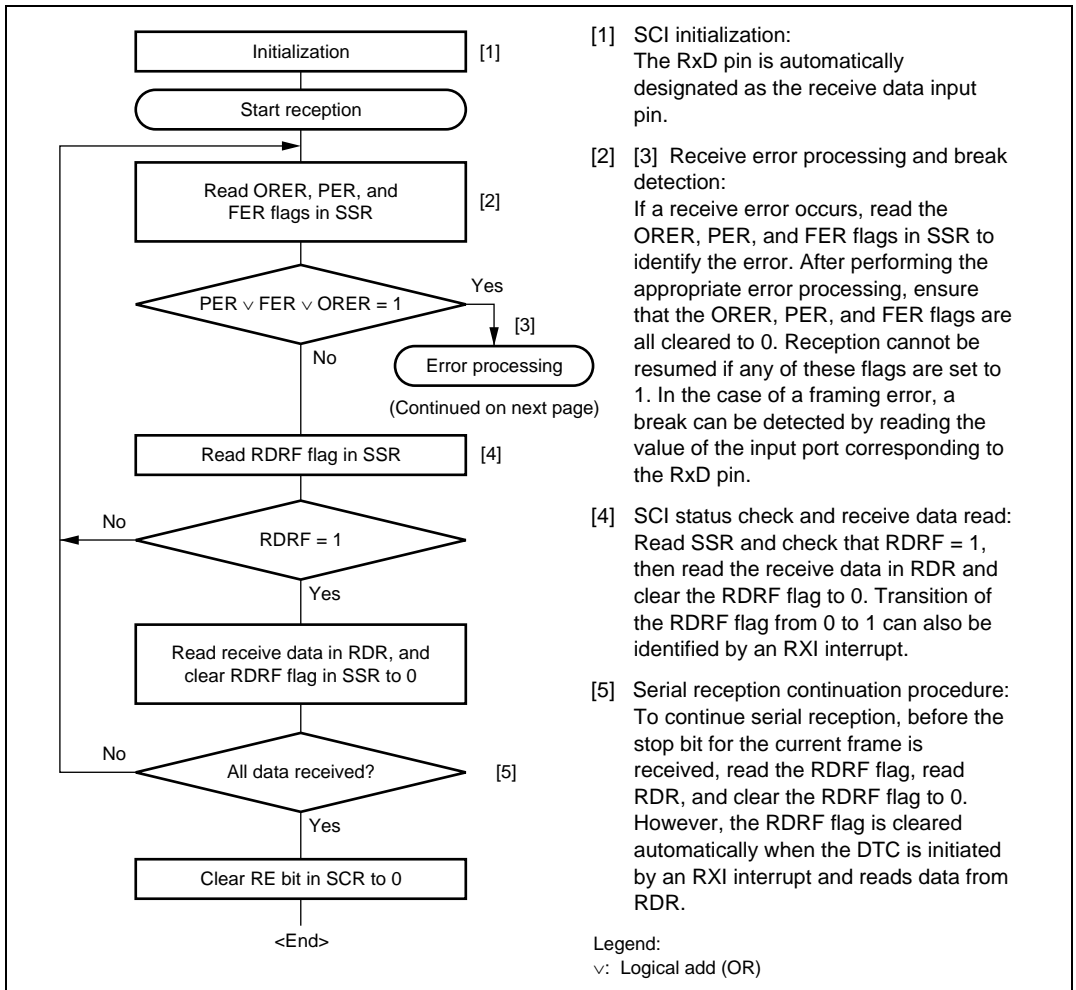 Initialization
[1]
Start reception
Read ORER, PER, and
FER flags in SSR
[2]
PER ∨ FER ∨ ORER = 1
Yes
[3]
No
Error processing
(Continued on next page)
Read RDRF flag in SSR
[4]
No
RDRF = 1
Yes
Read receive data in RDR, and
clear RDRF flag in SSR to 0
No
All data received?
[5]
Yes
Clear RE bit in SCR to 0
<End>
[1] SCI initialization:
The RxD pin is automatically
designated as the receive data input
pin.
[2] [3] Receive error processing and break
detection:
If a receive error occurs, read the
ORER, PER, and FER flags in SSR to
identify the error. After performing the
appropriate error processing, ensure
that the ORER, PER, and FER flags are
all cleared to 0. Reception cannot be
resumed if any of these flags are set to
1. In the case of a framing error, a
break can be detected by reading the
value of the input port corresponding to
the RxD pin.
[4] SCI status check and receive data read:
Read SSR and check that RDRF = 1,
then read the receive data in RDR and
clear the RDRF flag to 0. Transition of
the RDRF flag from 0 to 1 can also be
identified by an RXI interrupt.
[5] Serial reception continuation procedure:
To continue serial reception, before the
stop bit for the current frame is
received, read the RDRF flag, read
RDR, and clear the RDRF flag to 0.
However, the RDRF flag is cleared
automatically when the DTC is initiated
by an RXI interrupt and reads data from
RDR.
Legend:
∨: Logical add (OR)